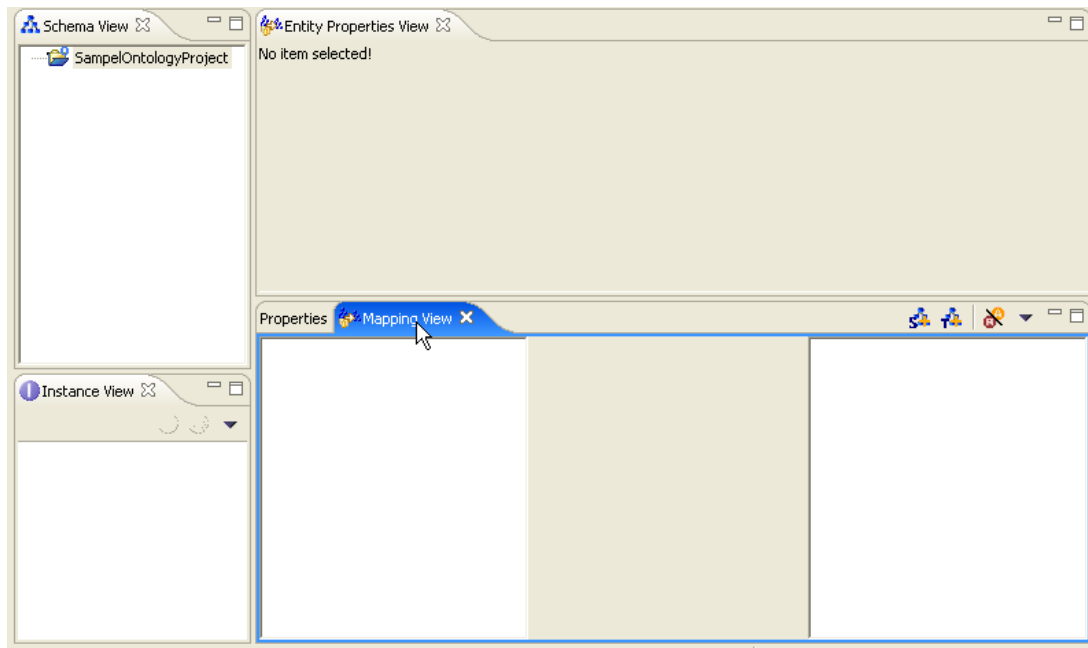 Schema View
SampelOntologyProject
Entity Properties View
No item selected!
Properties
Mapping View
Instance View